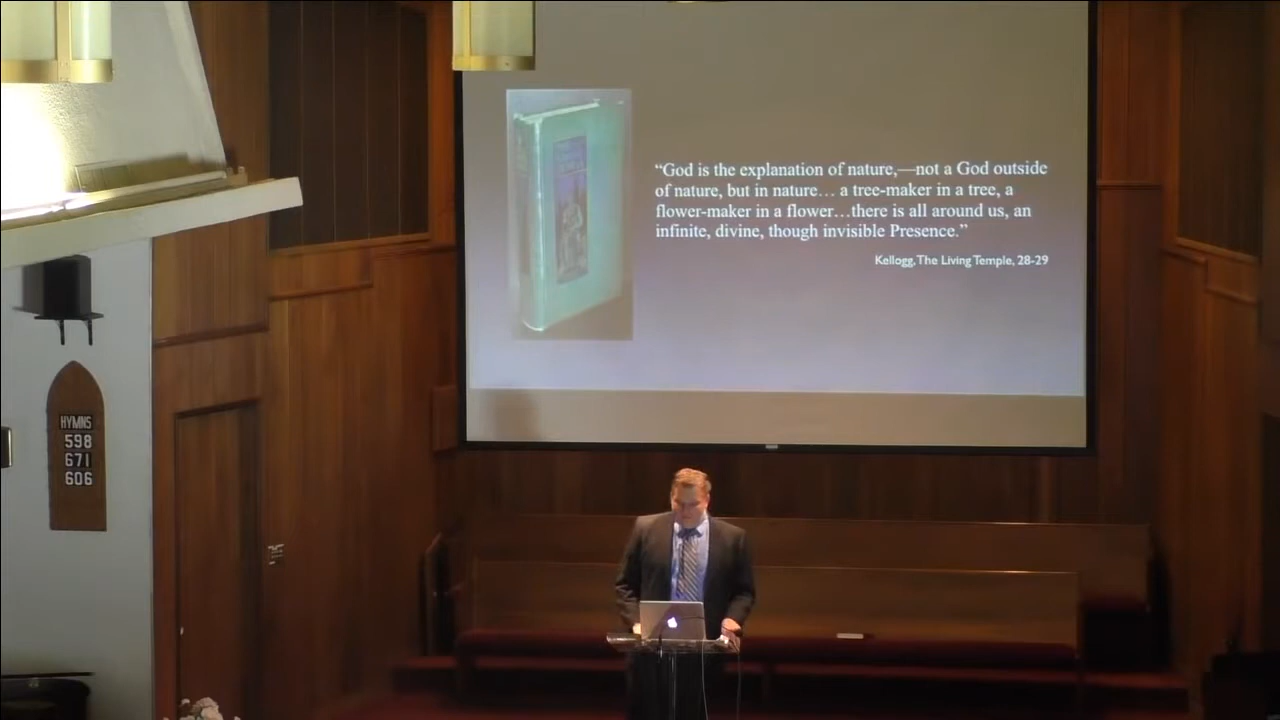 “God is the explanation of nature,—not a God outside
of nature, but in nature… a tree-maker in a tree, a
flower-maker in a flower…there is all around us, an
infinite, divine, though invisible Presence.”
Kellogg, The Living Temple, 28-29
HYMNS
598
671
606